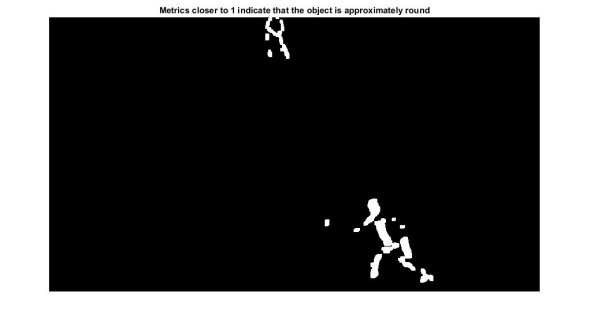 Metrics closer to 1 indicate that the object is approximately round